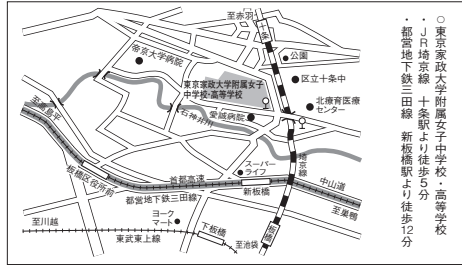 ○東京家政大学附属女子中学校・高等学校
・JR埼京線 十条駅より徒歩5分
・都営地下鉄三田線 新板橋駅より徒歩12分
至赤羽
十条
公園
帝京大学病院
区立十条中
東京家政大学附属女子
中学校・高等学校
北療育医療
センター
愛誠病院
石神井川
至高島平
埼京線
スーパー
ライフ
首都高速
中山道
板橋区役所前
新板橋
都営地下鉄三田線
至巣鴨
至川越
ヨーク
マート
下板橋
板橋
東武東上線
至池袋